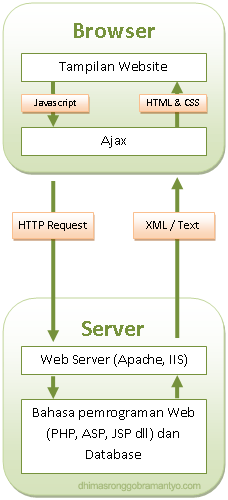 Browser
Tampilan Website
Javascript
HTML & CSS
Ajax
HTTP Request
XML / Text
Server
Web Server (Apache, IIS)
Bahasa pemrograman Web
(PHP, ASP, JSP dll) dan
Database
dhimasronggobramantyo.com